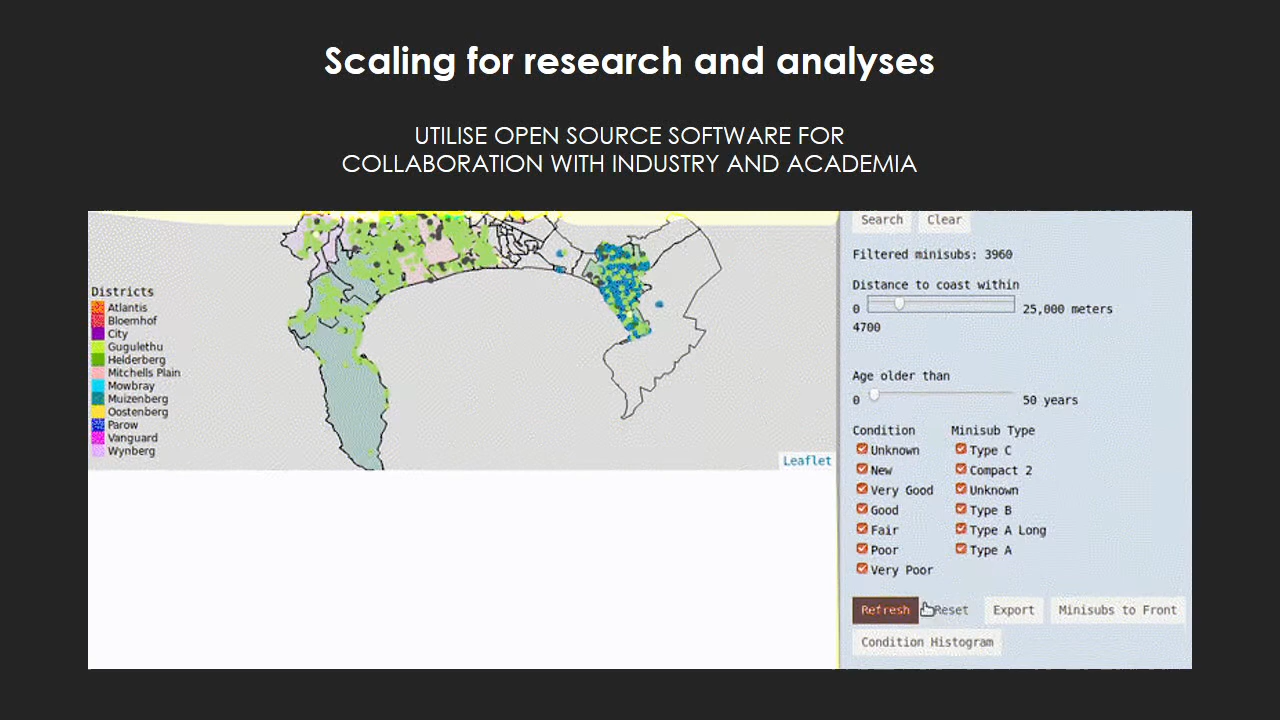 Scaling for research and analyses
UTILISE OPEN SOURCE SOFTWARE FOR
COLLABORATION WITH INDUSTRY AND ACADEMIA
Districts
Atlantis
Bloemhof
City
Gugulethu
Helderberg
Mitchells Plain
Mowbray
Muizenberg
Oostenberg
Parow
Vanguard
Wynberg
Leaflet
Search Clear
Filtered minisubs: 3960
Distance to coast within
0 25,000 meters
4700
Age older than
0 50 years
Condition Minisub Type
Unknown Type C
New Compact 2
Very Good Unknown
Good Type B
Fair Type A Long
Poor Type A
Very Poor
Refresh Reset Export Minisubs to Front
Condition Histogram